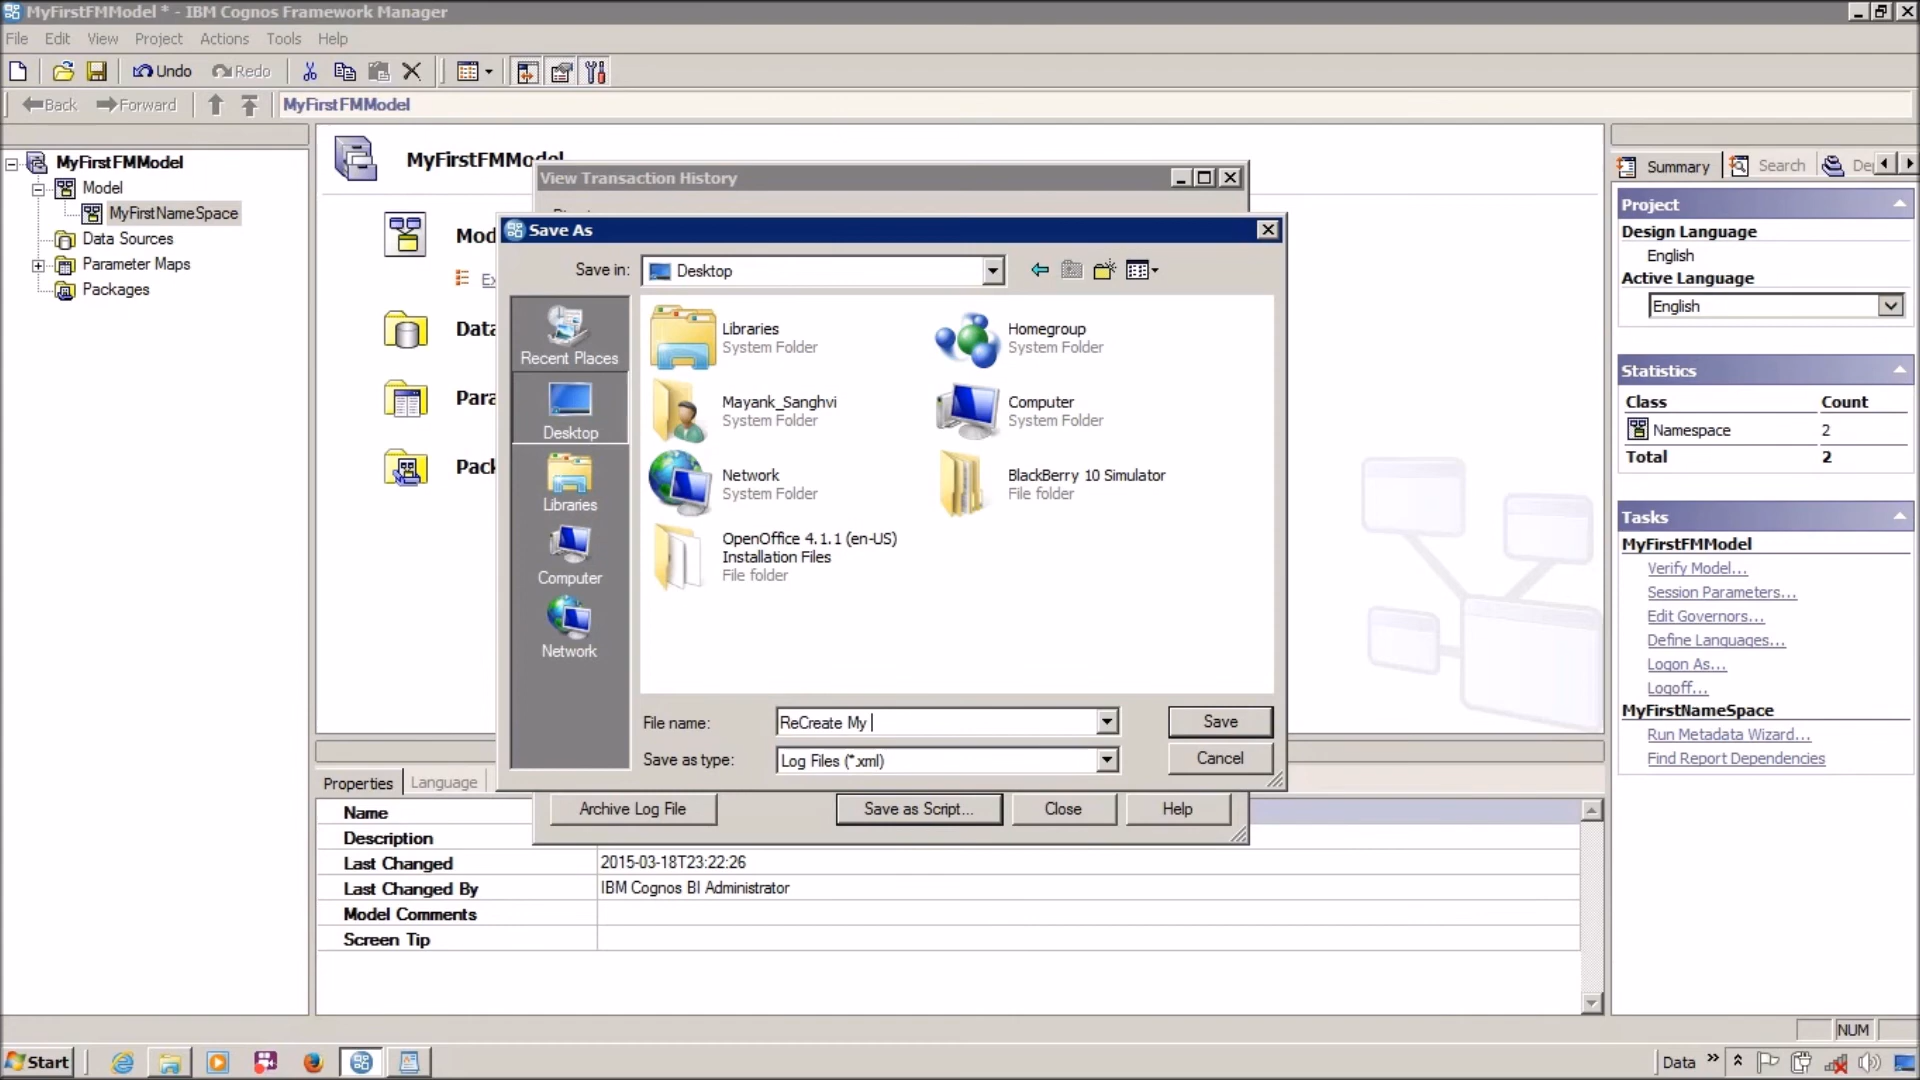 MyFirstFMModel * - IBM Cognos Framework Manager
File Edit View Project Actions Tools Help
Undo Redo
Back Forward MyFirstFMModel
MyFirstFMModel
Model
MyFirstNameSpace
Data Sources
Parameter Maps
Packages
MyFirstFMModel
View Transaction History
Save As
Save in: Desktop
Recent Places
Desktop
Libraries
Computer
Network
Libraries
System Folder
Homegroup
System Folder
Mayank_Sanghvi
System Folder
Computer
System Folder
Network
System Folder
BlackBerry 10 Simulator
File folder
OpenOffice 4.1.1 (en-US)
Installation Files
File folder
File name: ReCreate My
Save
Save as type: Log Files (*.xml)
Cancel
Archive Log File Save as Script... Close Help
Summary Search
Project
Design Language
English
Active Language
English
Statistics
Class Count
Namespace 2
Total 2
Tasks
MyFirstFMModel
Verify Model...
Session Parameters...
Edit Governors...
Define Languages...
Logon As...
Logoff...
MyFirstNameSpace
Run Metadata Wizard...
Find Report Dependencies
Properties Language
Name
Description
Last Changed 2015-03-18T23:22:26
Last Changed By IBM Cognos BI Administrator
Model Comments
Screen Tip
NUM
Start
Data